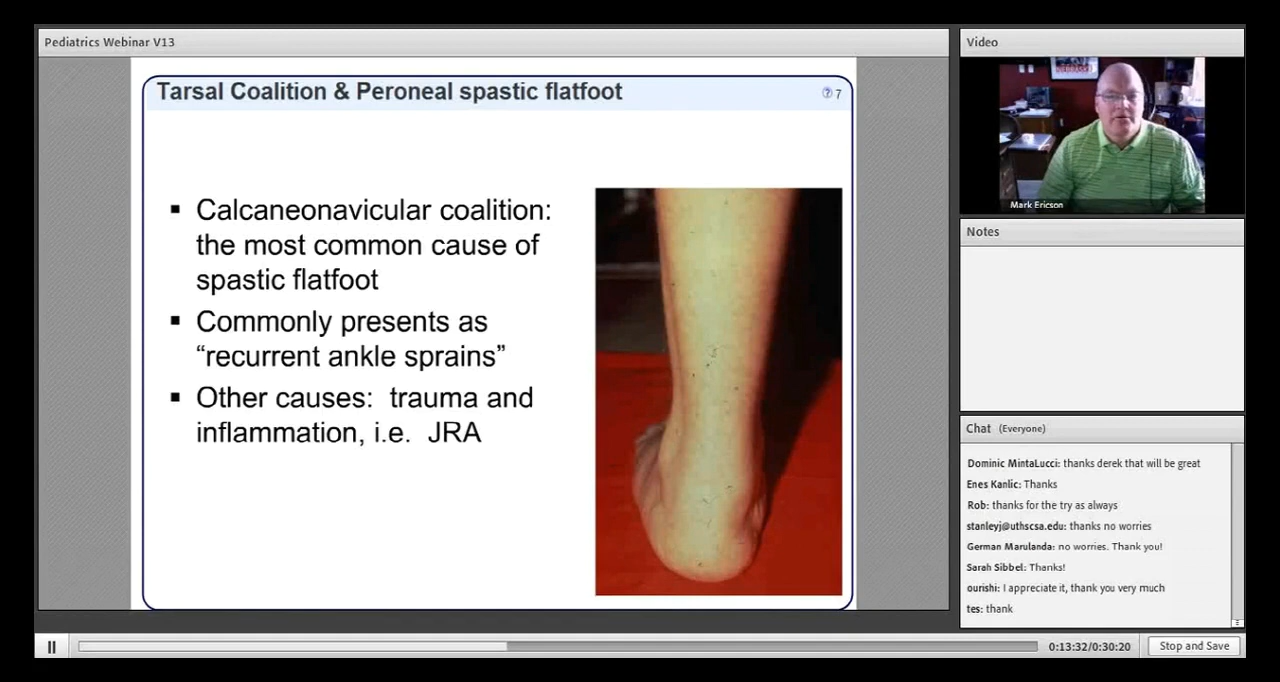 Pediatrics Webinar V13
Tarsal Coalition & Peroneal spastic flatfoot
? 7
▪ Calcaneonavicular coalition:
the most common cause of
spastic flatfoot
▪ Commonly presents as
“recurrent ankle sprains”
▪ Other causes:  trauma and
inflammation, i.e.  JRA
Video
Mark Ericson
Notes
Chat (Everyone)
Dominic MintaLucci: thanks derek that will be great
Enes Kanlic: Thanks
Rob: thanks for the try as always
stanleyj@uthscsa.edu: thanks no worries
German Marulanda: no worries. Thank you!
Sarah Sibbel: Thanks!
ourishi: I appreciate it, thank you very much
tes: thank
0:13:32/0:30:20
Stop and Save